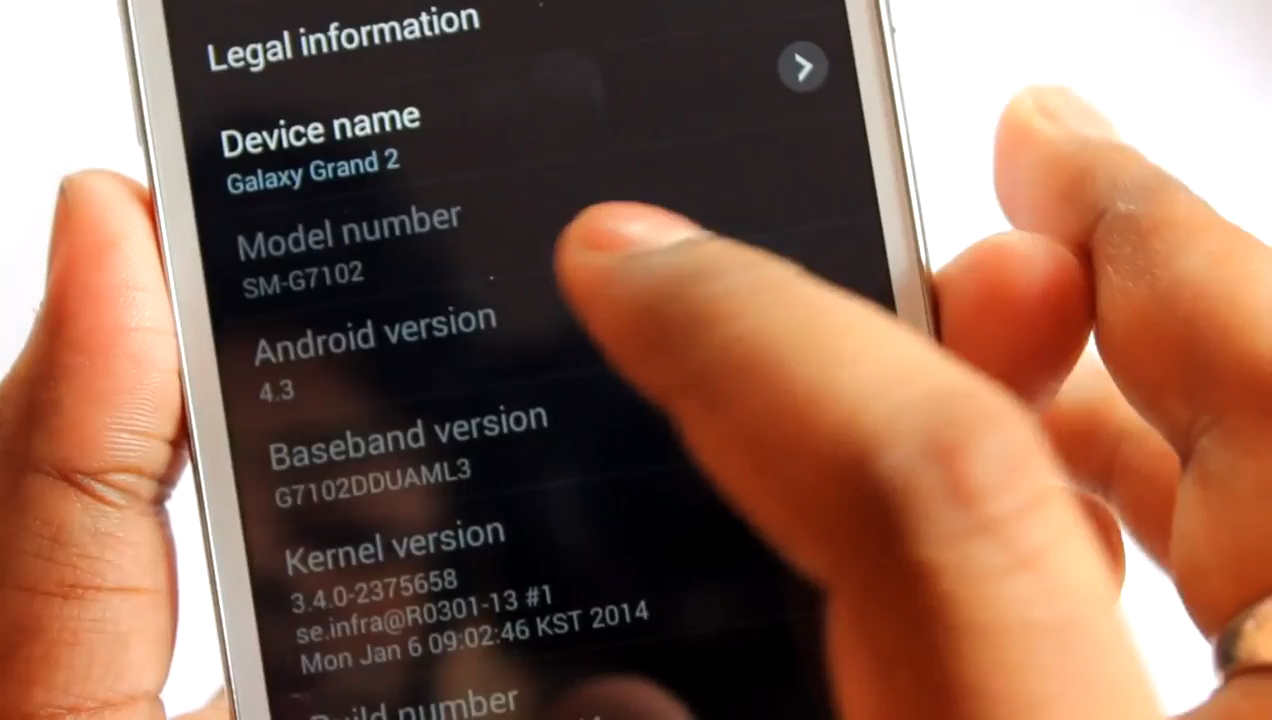 Legal information
Device name
Galaxy Grand 2
Model number
SM-G7102
Android version
4.3
Baseband version
G7102DDUAML3
Kernel version
3.4.0-2375658
se.infra@R0301-13 #1
Mon Jan 6 09:02:46 KST 2014
Build number